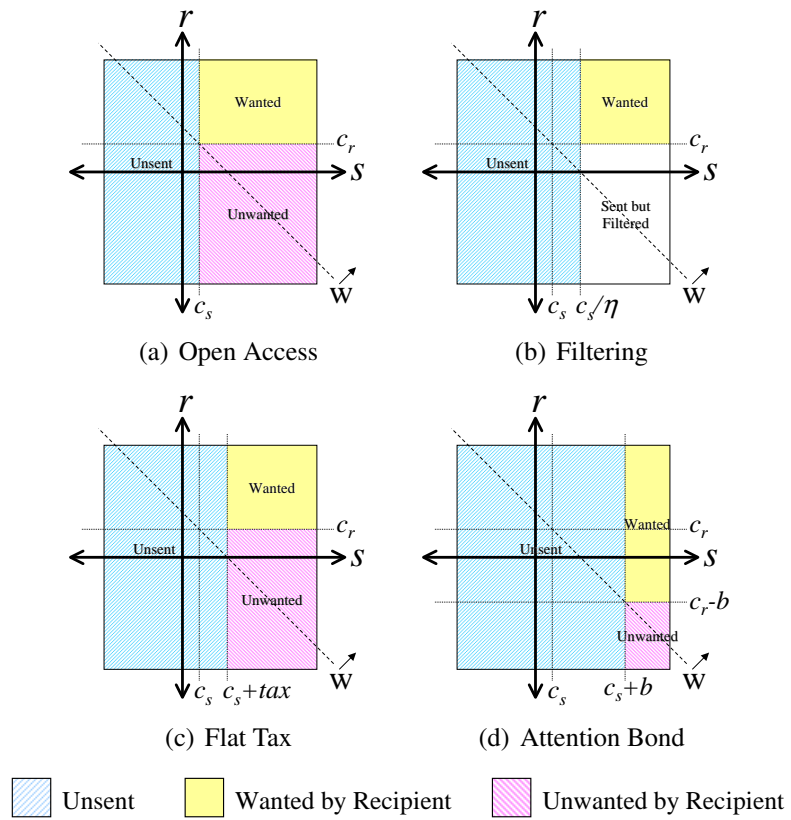 r r
Wanted Wanted
c_r c_r
Unsent s Unsent s
Unwanted Sent but
Filtered
W W
c_s c_s c_s/η
(a) Open Access (b) Filtering
r r
Wanted
Wanted c_r
c_r
Unsent s Unsent s
Unwanted c_r-b
Unwanted
W W
c_s c_s+tax c_s c_s+b
(c) Flat Tax (d) Attention Bond
Unsent Wanted by Recipient Unwanted by Recipient